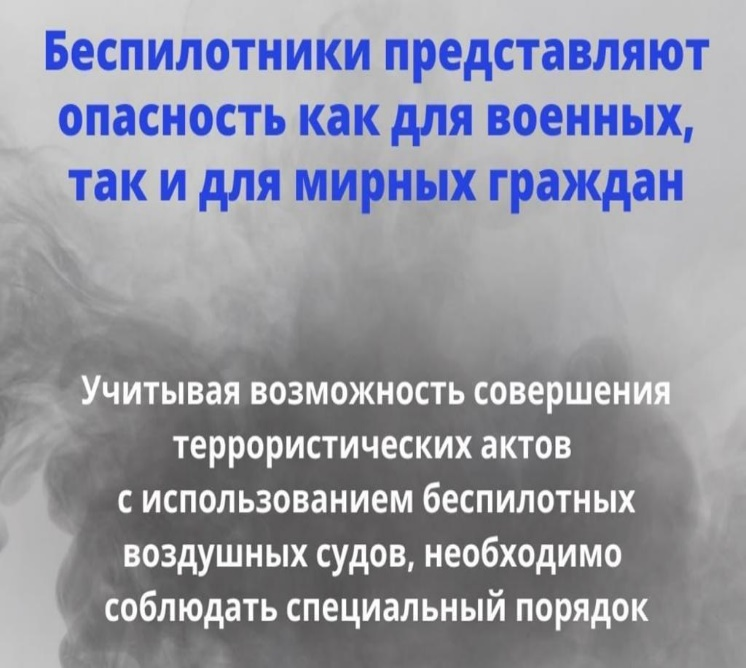 Беспилотники представляют
опасность как для военных,
так и для мирных граждан
Учитывая возможность совершения
террористических актов
с использованием беспилотных
воздушных судов, необходимо
соблюдать специальный порядок